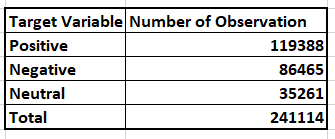 Target Variable Number of Observation
Positive 119388
Negative 86465
Neutral 35261
Total 241114